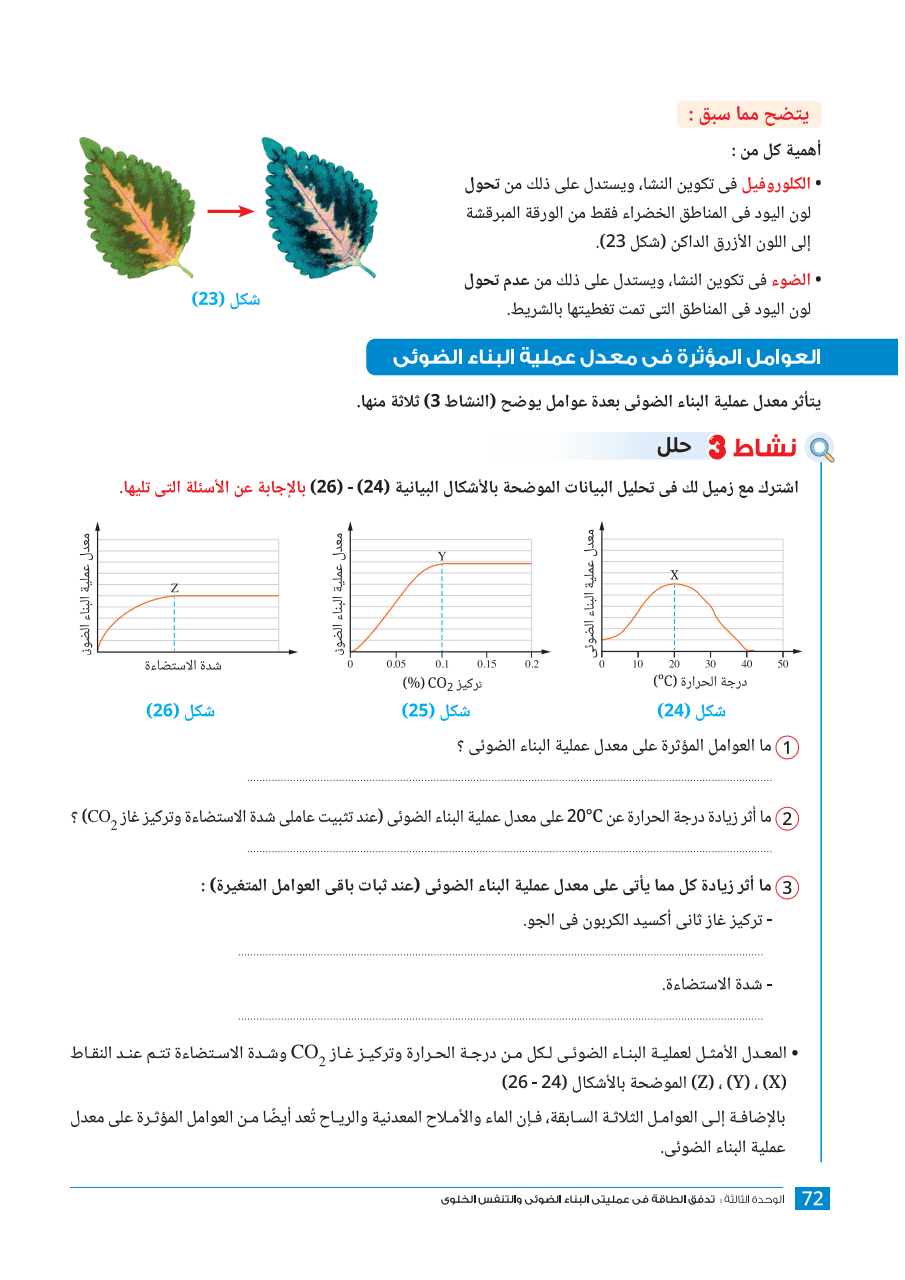 يتضح مما سبق :
أهمية كل من :
• الكلوروفيل فى تكوين النشا، ويستدل على ذلك من تحول
لون اليود فى المناطق الخضراء فقط من الورقة المبرقشة
إلى اللون الأزرق الداكن (شكل 23).
• الضوء فى تكوين النشا، ويستدل على ذلك من عدم تحول
لون اليود فى المناطق التى تمت تغطيتها بالشريط.
شكل (23)
العوامل المؤثرة فى معدل عملية البناء الضوئى
يتأثر معدل عملية البناء الضوئى بعدة عوامل يوضح (النشاط 3) ثلاثة منها.
نشاط 3 حلل
اشترك مع زميل لك فى تحليل البيانات الموضحة بالأشكال البيانية (24) - (26) بالإجابة عن الأسئلة التى تليها.
معدل عملية البناء الضوئى
X
0 10 20 30 40 50
درجة الحرارة (°C)
شكل (24)
معدل عملية البناء الضوئى
Y
0 0.05 0.1 0.15 0.2
تركيز CO2 (%)
شكل (25)
معدل عملية البناء الضوئى
Z
شدة الاستضاءة
شكل (26)
1 ما العوامل المؤثرة على معدل عملية البناء الضوئى ؟
2 ما أثر زيادة درجة الحرارة عن 20°C على معدل عملية البناء الضوئى (عند تثبيت عاملى شدة الاستضاءة وتركيز غاز CO2) ؟
3 ما أثر زيادة كل مما يأتى على معدل عملية البناء الضوئى (عند ثبات باقى العوامل المتغيرة) :
- تركيز غاز ثانى أكسيد الكربون فى الجو.
- شدة الاستضاءة.
• المعدل الأمثل لعملية البناء الضوئى لكل من درجة الحرارة وتركيز غاز CO2 وشدة الاستضاءة تتم عند النقاط
(X) ، (Y) ، (Z) الموضحة بالأشكال (24 - 26)
بالإضافة إلى العوامل الثلاثة السابقة، فإن الماء والأملاح المعدنية والرياح تُعد أيضًا من العوامل المؤثرة على معدل
عملية البناء الضوئى.
72 الوحدة الثالثة : تدفق الطاقة فى عمليتى البناء الضوئى والتنفس الخلوى